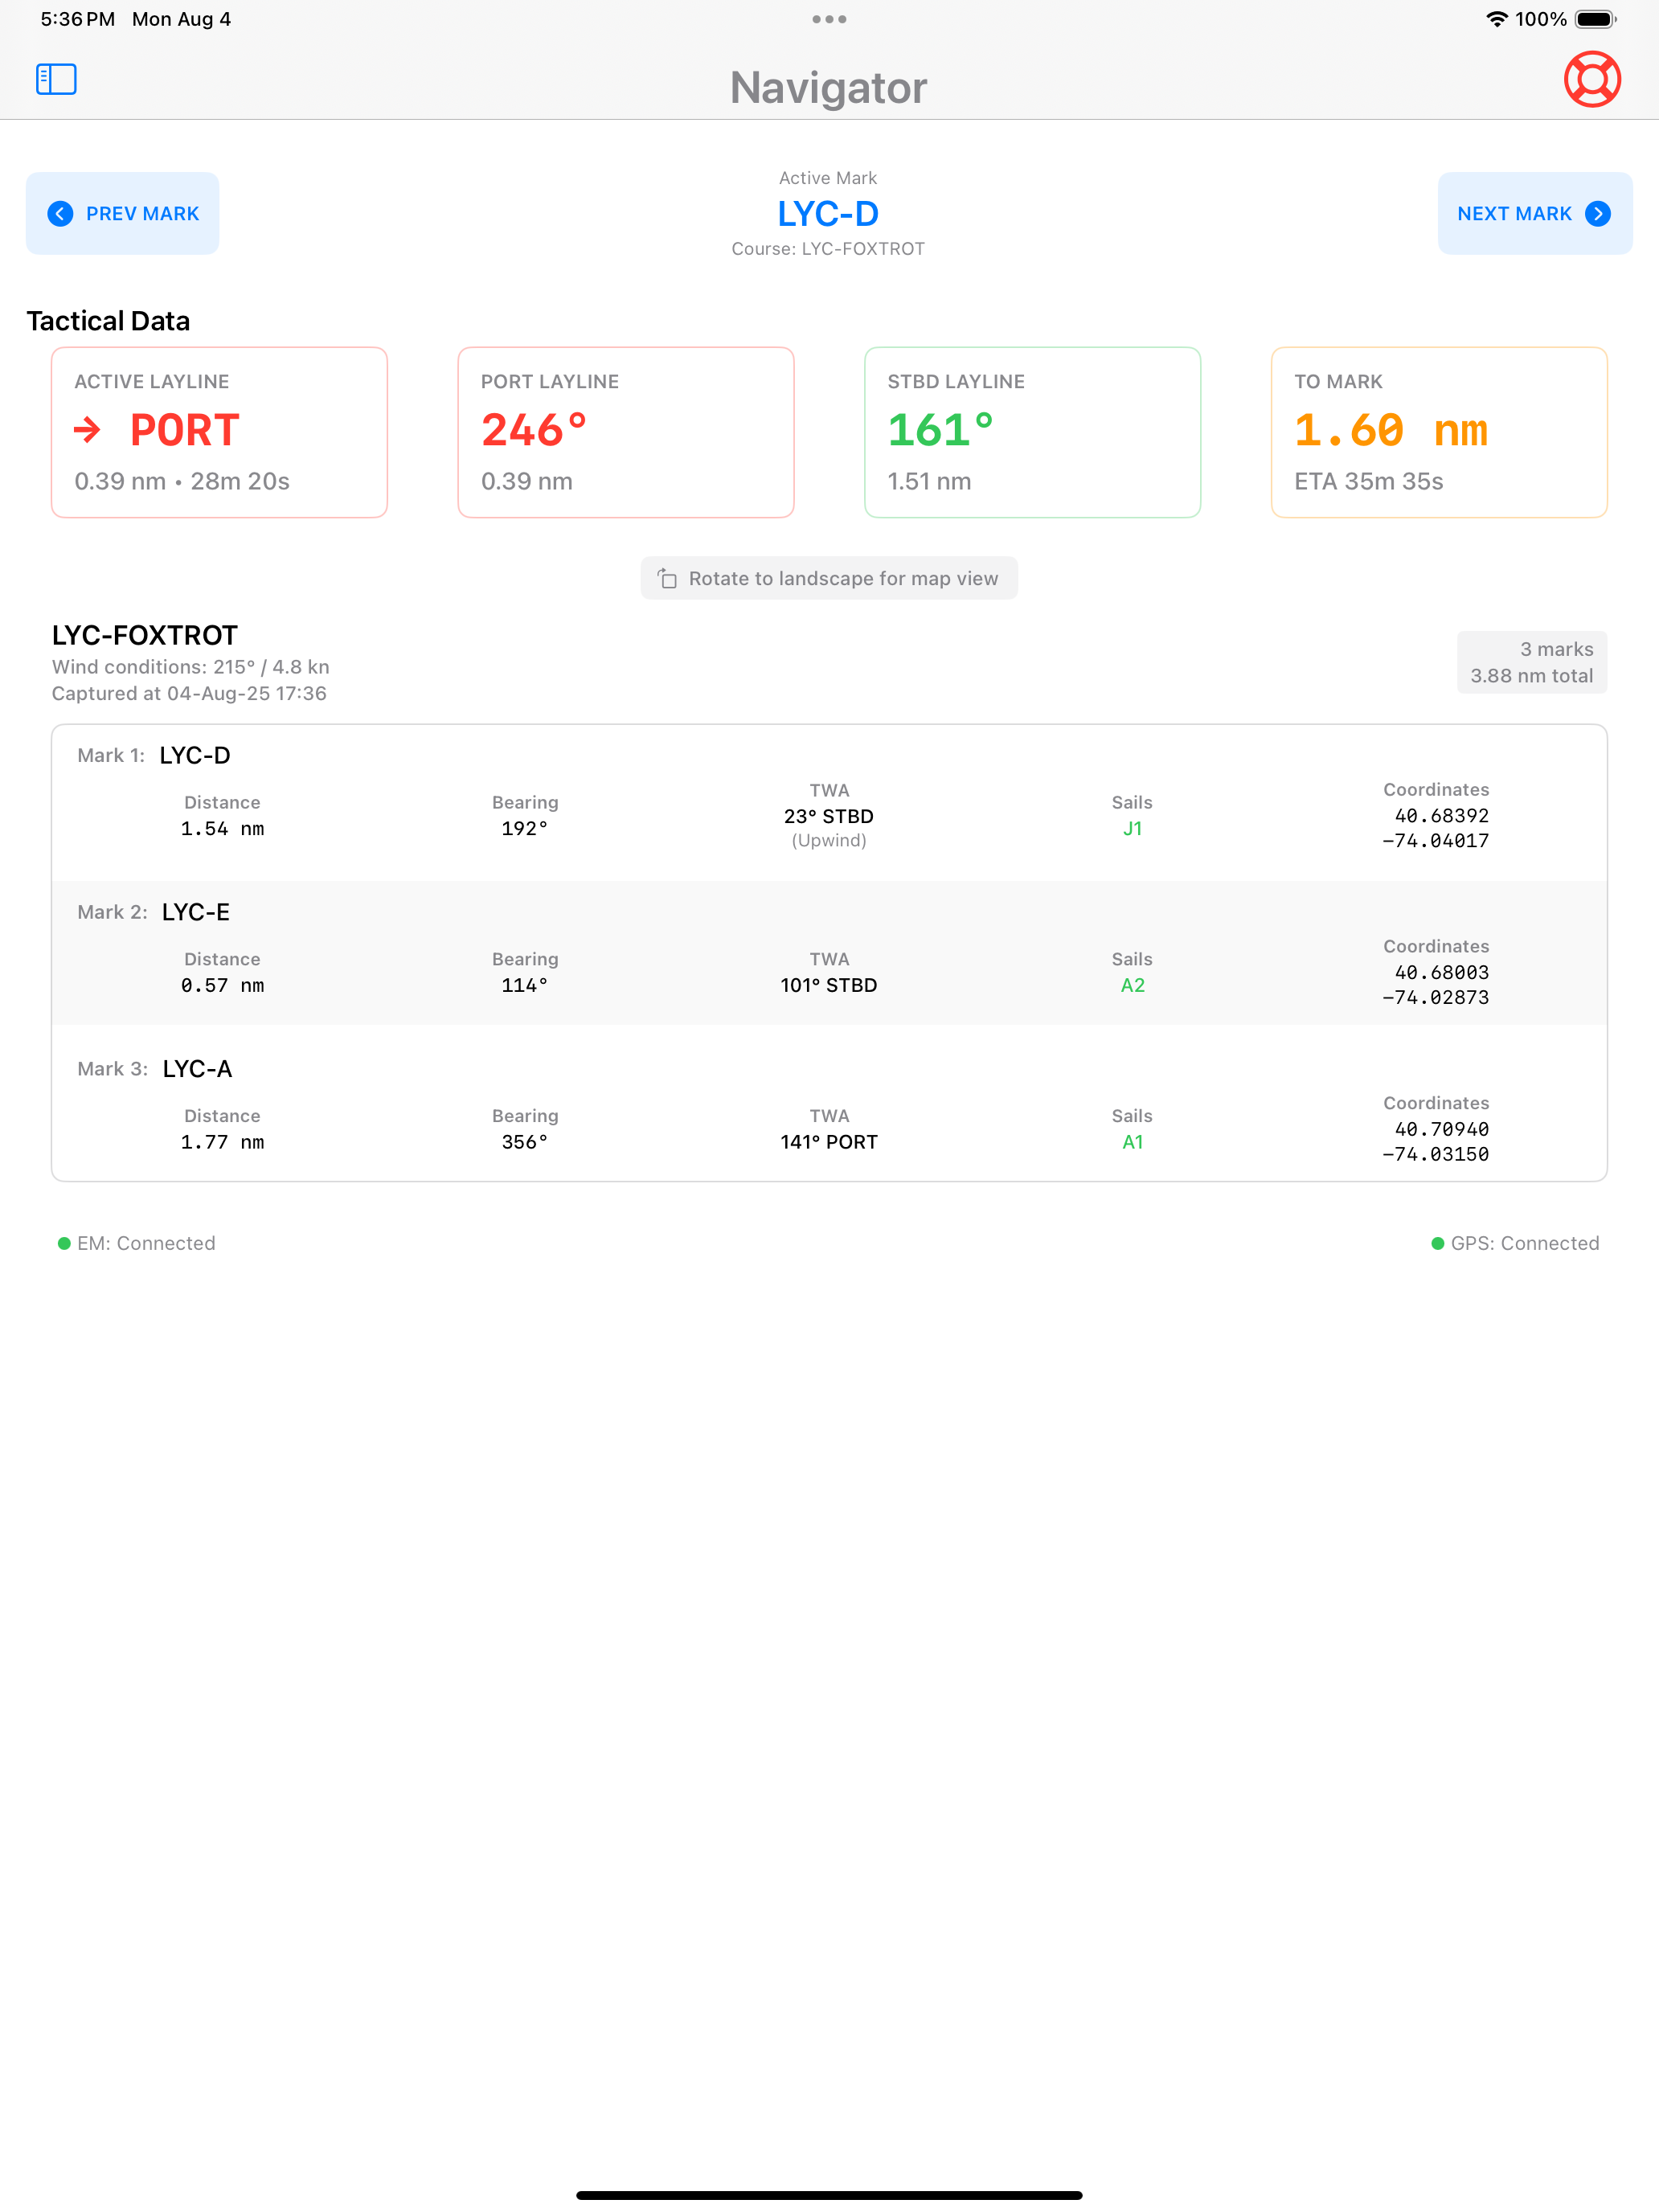 5:36 PM Mon Aug 4
100%
Navigator
PREV MARK
Active Mark
LYC-D
Course: LYC-FOXTROT
NEXT MARK
Tactical Data
ACTIVE LAYLINE
→ PORT
0.39 nm • 28m 20s
PORT LAYLINE
246°
0.39 nm
STBD LAYLINE
161°
1.51 nm
TO MARK
1.60 nm
ETA 35m 35s
Rotate to landscape for map view
LYC-FOXTROT
Wind conditions: 215° / 4.8 kn
Captured at 04-Aug-25 17:36
3 marks
3.88 nm total
Mark 1: LYC-D
Distance
1.54 nm
Bearing
192°
TWA
23° STBD
(Upwind)
Sails
J1
Coordinates
40.68392
-74.04017
Mark 2: LYC-E
Distance
0.57 nm
Bearing
114°
TWA
101° STBD
Sails
A2
Coordinates
40.68003
-74.02873
Mark 3: LYC-A
Distance
1.77 nm
Bearing
356°
TWA
141° PORT
Sails
A1
Coordinates
40.70940
-74.03150
EM: Connected
GPS: Connected